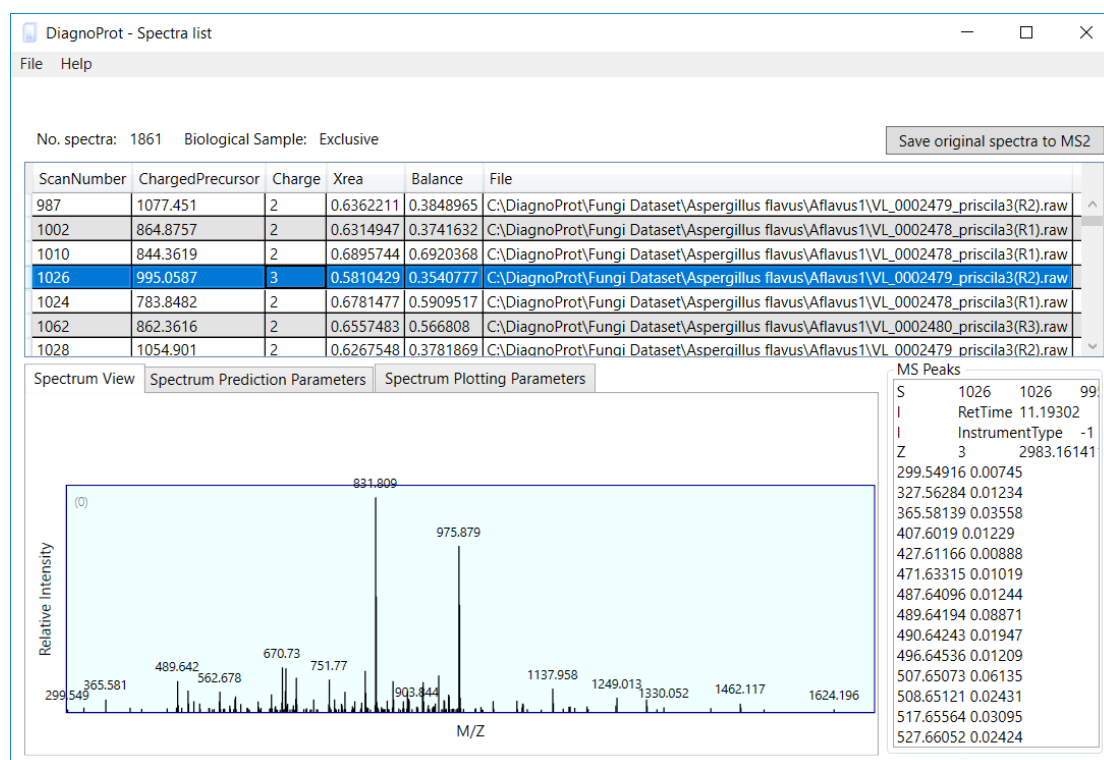 DiagnoProt - Spectra list
File Help
No. spectra: 1861 Biological Sample: Exclusive
Save original spectra to MS2
ScanNumber ChargedPrecursor Charge Xrea Balance File
987 1077.451 2 0.6362211 0.3848965 C:\DiagnoProt\Fungi Dataset\Aspergillus flavus\Aflavus1\VL_0002479_priscila3(R2).raw
1002 864.8757 2 0.6314947 0.3741632 C:\DiagnoProt\Fungi Dataset\Aspergillus flavus\Aflavus1\VL_0002478_priscila3(R1).raw
1010 844.3619 2 0.6895744 0.6920368 C:\DiagnoProt\Fungi Dataset\Aspergillus flavus\Aflavus1\VL_0002478_priscila3(R1).raw
1026 995.0587 3 0.5810429 0.3540777 C:\DiagnoProt\Fungi Dataset\Aspergillus flavus\Aflavus1\VL_0002479_priscila3(R2).raw
1024 783.8482 2 0.6781477 0.5909517 C:\DiagnoProt\Fungi Dataset\Aspergillus flavus\Aflavus1\VL_0002478_priscila3(R1).raw
1062 862.3616 2 0.6557483 0.566808 C:\DiagnoProt\Fungi Dataset\Aspergillus flavus\Aflavus1\VL_0002480_priscila3(R3).raw
1028 1054.901 2 0.6267548 0.3781869 C:\DiagnoProt\Fungi Dataset\Aspergillus flavus\Aflavus1\VL_0002479_priscila3(R2).raw
Spectrum View Spectrum Prediction Parameters Spectrum Plotting Parameters
(0)
831.809
975.879
670.73
751.77
489.642
562.678
365.581
299.549
903.844
1137.958
1249.013
1330.052
1462.117
1624.196
Relative Intensity
M/Z
MS Peaks
S 1026 1026 995
I RetTime 11.19302
I InstrumentType -1
Z 3 2983.16141
299.54916 0.00745
327.56284 0.01234
365.58139 0.03558
407.6019 0.01229
427.61166 0.00888
471.63315 0.01019
487.64096 0.01244
489.64194 0.08871
490.64243 0.01947
496.64536 0.01209
507.65073 0.06135
508.65121 0.02431
517.65564 0.03095
527.66052 0.02424